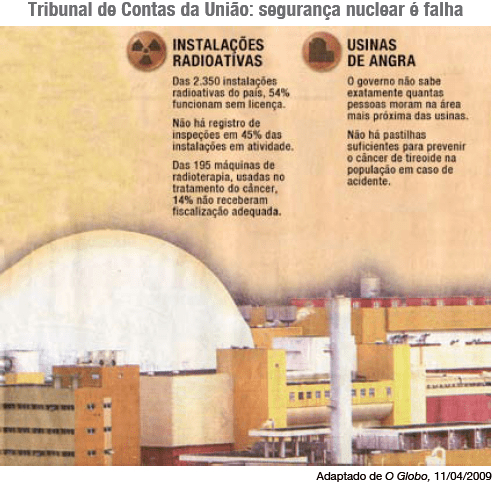 Tribunal de Contas da União: segurança nuclear é falha
INSTALAÇÕES
RADIOATIVAS
Das 2.350 instalações
radioativas do país, 54%
funcionam sem licença.
Não há registro de
inspeções em 45% das
instalações em atividade.
Das 195 máquinas de
radioterapia, usadas no
tratamento do câncer,
14% não receberam
fiscalização adequada.
USINAS
DE ANGRA
O governo não sabe
exatamente quantas
pessoas moram na área
mais próxima das usinas.
Não há pastilhas
suficientes para prevenir
o câncer de tireoide na
população em caso de
acidente.
Adaptado de O Globo, 11/04/2009